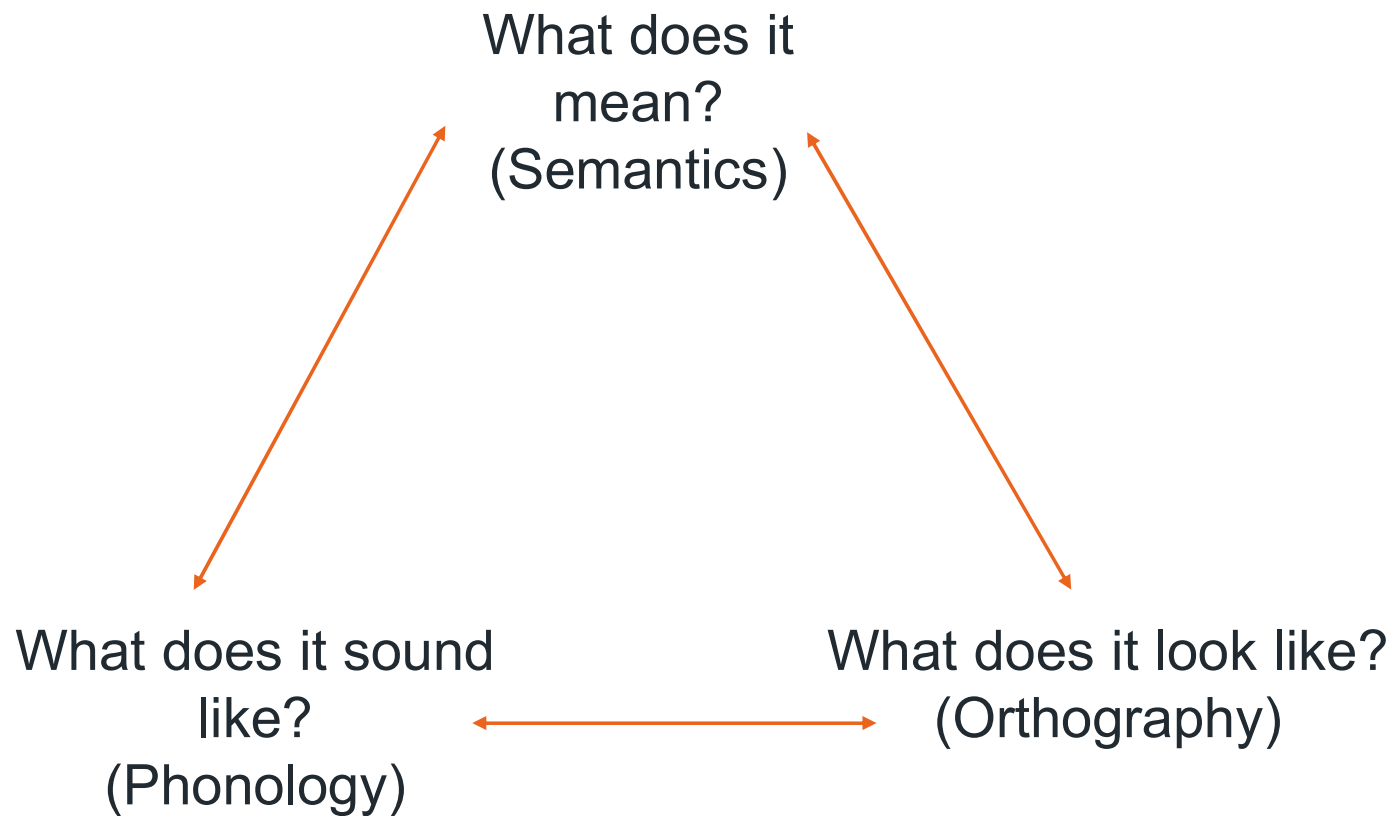 What does it
mean?
(Semantics)
What does it sound
like?
(Phonology)
What does it look like?
(Orthography)